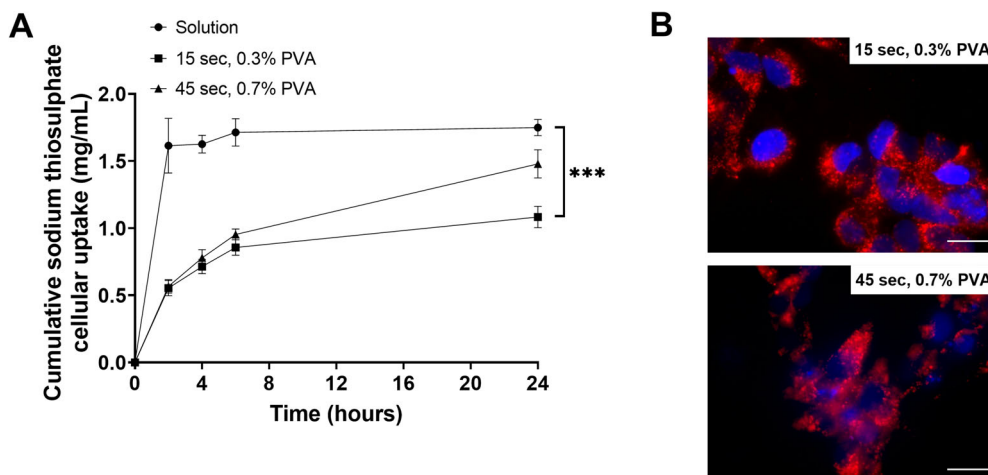 A
Solution
15 sec, 0.3% PVA
45 sec, 0.7% PVA
Cumulative sodium thiosulphate
cellular uptake (mg/mL)
2.0
1.5
1.0
0.5
0.0
0 4 8 12 16 20 24
Time (hours)
***
B
15 sec, 0.3% PVA
45 sec, 0.7% PVA